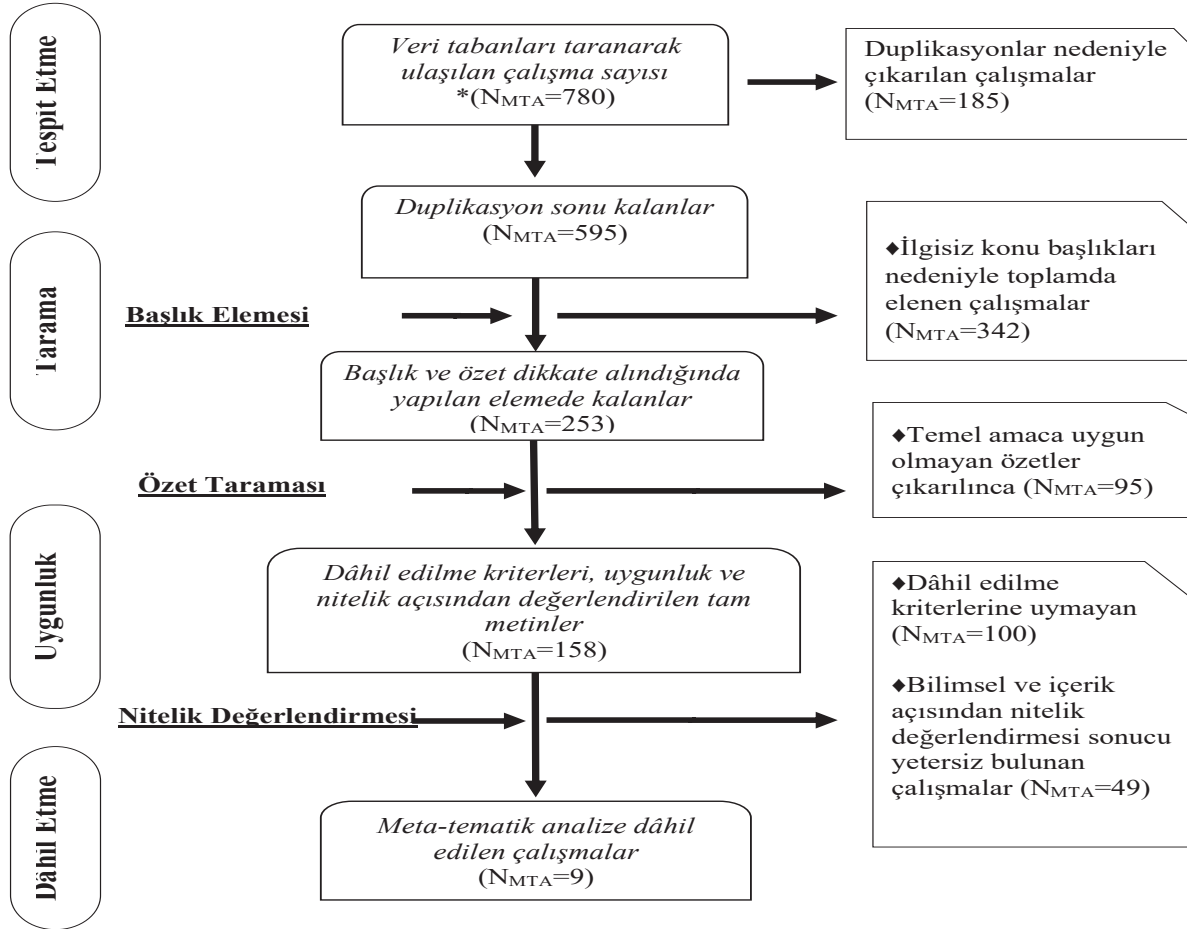 Tespit Etme
Veri tabanları taranarak
ulaşılan çalışma sayısı
*(NMTA=780)
Duplikasyonlar nedeniyle
çıkarılan çalışmalar
(NMTA=185)
Duplikasyon sonu kalanlar
(NMTA=595)
Tarama
Başlık Elemesi
◆İlgisiz konu başlıkları
nedeniyle toplamda
elenen çalışmalar
(NMTA=342)
Başlık ve özet dikkate alındığında
yapılan elemede kalanlar
(NMTA=253)
Özet Taraması
◆Temel amaca uygun
olmayan özetler
çıkarılınca (NMTA=95)
Uygunluk
Dâhil edilme kriterleri, uygunluk ve
nitelik açısından değerlendirilen tam
metinler
(NMTA=158)
Nitelik Değerlendirmesi
◆Dâhil edilme
kriterlerine uymayan
(NMTA=100)
◆Bilimsel ve içerik
açısından nitelik
değerlendirmesi sonucu
yetersiz bulunan
çalışmalar (NMTA=49)
Dâhil Etme
Meta-tematik analize dâhil
edilen çalışmalar
(NMTA=9)